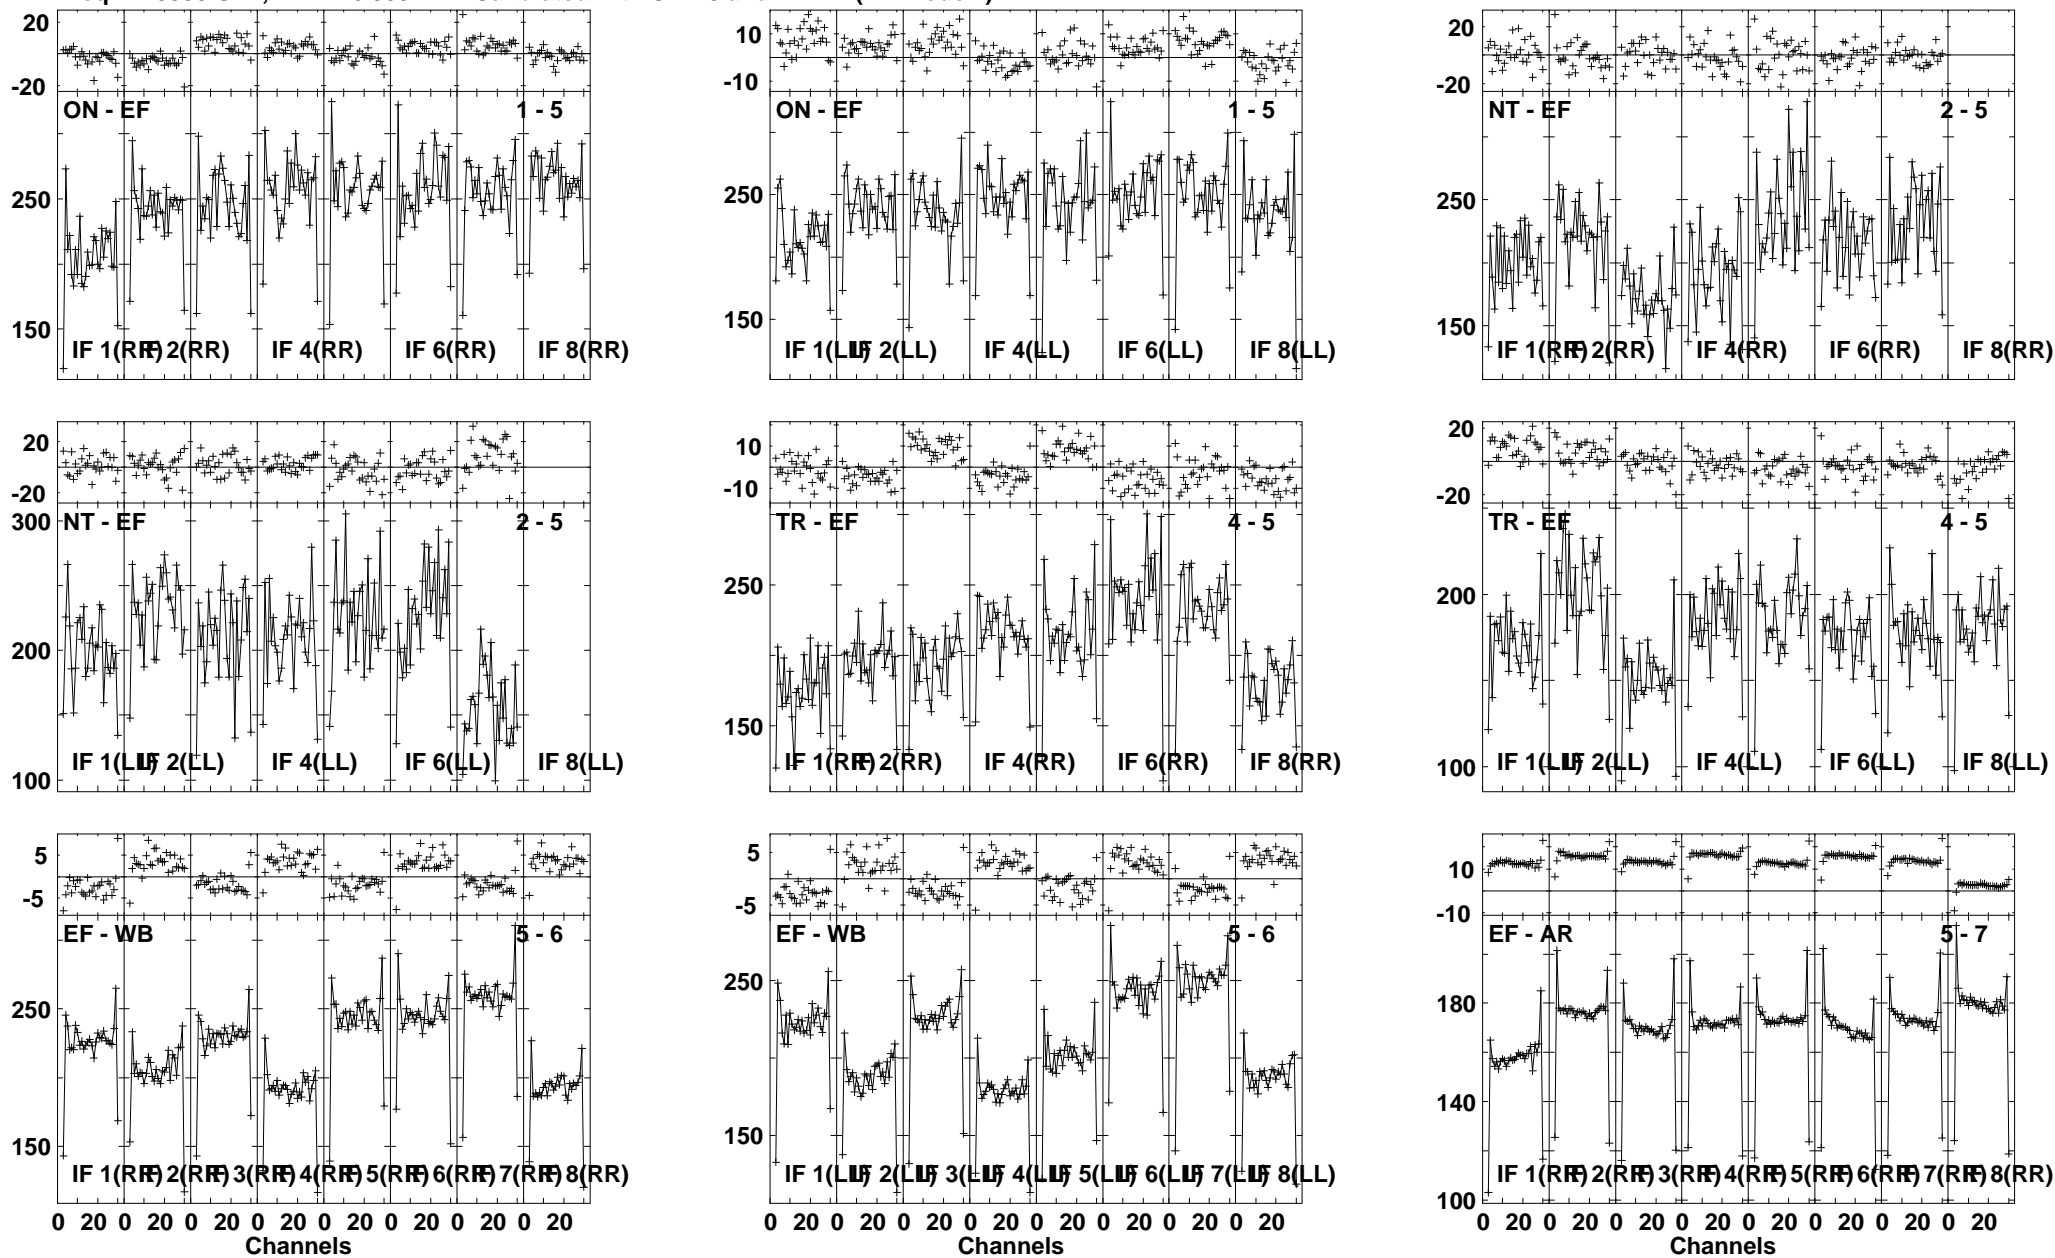 20
-20
ON - EF 1 - 5
250
150
IF 1(RR) IF 2(RR) IF 4(RR) IF 6(RR) IF 8(RR)
10
-10
ON - EF 1 - 5
250
150
IF 1(LL) IF 2(LL) IF 4(LL) IF 6(LL) IF 8(LL)
20
0
-20
NT - EF 2 - 5
250
150
IF 1(RR) IF 2(RR) IF 4(RR) IF 6(RR) IF 8(RR)
20
-20
300
NT - EF 2 - 5
200
100
IF 1(LL) IF 2(LL) IF 4(LL) IF 6(LL) IF 8(LL)
10
-10
TR - EF 4 - 5
250
150
IF 1(RR) IF 2(RR) IF 4(RR) IF 6(RR) IF 8(RR)
20
0
-20
TR - EF 4 - 5
200
100
IF 1(LL) IF 2(LL) IF 4(LL) IF 6(LL) IF 8(LL)
5
-5
EF - WB 5 - 6
250
150
IF 1(RR) IF 2(RR) IF 3(RR) IF 4(RR) IF 5(RR) IF 6(RR) IF 7(RR) IF 8(RR)
0 20 0 20 0 20 0 20 0 20 0 20 0 20 0 20
Channels
5
-5
EF - WB 5 - 6
250
150
IF 1(LL) IF 2(LL) IF 3(LL) IF 4(LL) IF 5(LL) IF 6(LL) IF 7(LL) IF 8(LL)
0 20 0 20 0 20 0 20 0 20 0 20 0 20 0 20
Channels
10
-10
EF - AR 5 - 7
180
140
100
IF 1(RR) IF 2(RR) IF 3(RR) IF 4(RR) IF 5(RR) IF 6(RR) IF 7(RR) IF 8(RR)
0 20 0 20 0 20 0 20 0 20 0 20 0 20 0 20
Channels